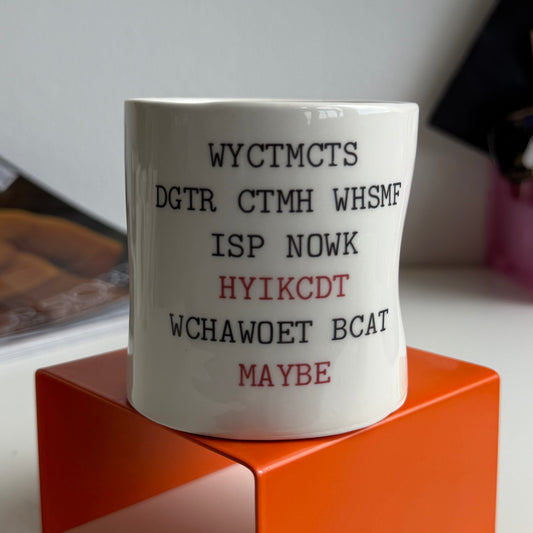 WYCTMCTS
DGTR CTMH WHSMF
ISP NOWK
HYIKCDT
WCHAWOET BCAT
MAYBE